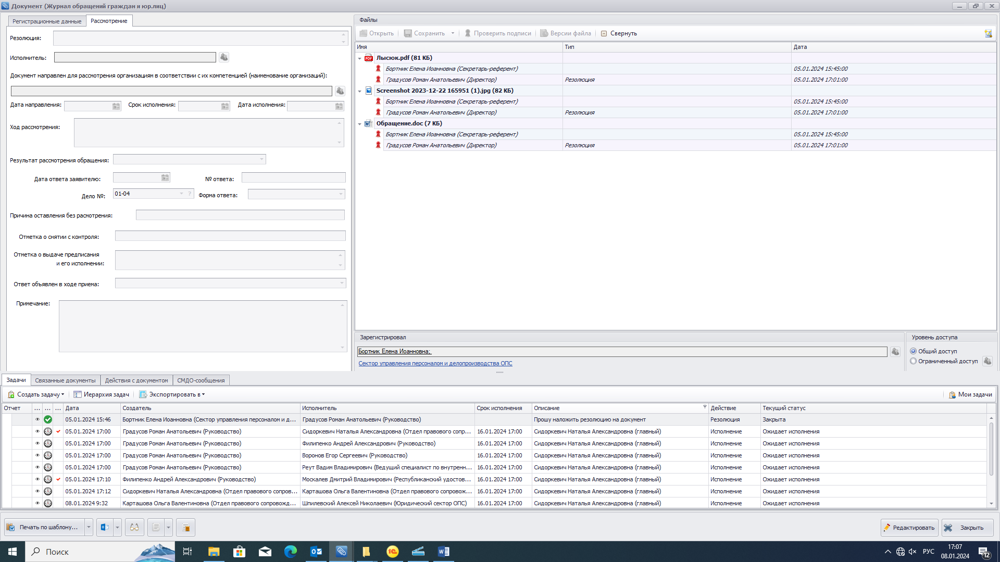 Документ (Журнал обращений граждан и юр.лиц)
Регистрационные данные
Рассмотрение
Резолюция:
Исполнитель:
Документ направлен для рассмотрения организациям в соответствии с их компетенцией (наименование организаций):
Дата направления:
Срок исполнения:
Дата исполнения:
Ход рассмотрения:
Результат рассмотрения обращения:
Дата ответа заявителю:
№ ответа:
Дело №:
01-04
?
Форма ответа:
Причина оставления без расмотрения:
Отметка о снятии с контроля:
Отметка о выдаче предписания
и его исполнении:
Ответ объявлен в ходе приема:
Примечание:
Файлы
Открыть
Сохранить
Проверить подписи
Версии файла
Свернуть
Имя Тип Дата
Лысюк.pdf (81 КБ)
Бортник Елена Иоанновна (Секретарь-референт) 05.01.2024 15:45:00
Градусов Роман Анатольевич (Директор) Резолюция 05.01.2024 17:01:00
Screenshot 2023-12-22 165951 (1).jpg (82 КБ)
Бортник Елена Иоанновна (Секретарь-референт) 05.01.2024 15:45:00
Градусов Роман Анатольевич (Директор) Резолюция 05.01.2024 17:01:00
Обращение.doc (7 КБ)
Бортник Елена Иоанновна (Секретарь-референт) 05.01.2024 15:45:00
Градусов Роман Анатольевич (Директор) Резолюция 05.01.2024 17:01:00
Зарегистрировал
Бортник Елена Иоанновна;
Сектор управления персоналом и делопроизводства ОПС
Уровень доступа
Общий доступ
Ограниченный доступ
Задачи
Связанные документы
Действия с документом
СМДО-сообщения
Создать задачу
Иерархия задач
Экспортировать в
Мои задачи
Отчет ... ... ... Дата Создатель Исполнитель Срок исполнения Описание Действие Текущий статус
05.01.2024 15:46 Бортник Елена Иоанновна (Сектор управления персоналом и д... Градусов Роман Анатольевич (Руководство) Прошу наложить резолюцию на документ Резолюция Закрыта
05.01.2024 17:00 Градусов Роман Анатольевич (Руководство) Сидоркевич Наталья Александровна (Отдел правового сопр... 16.01.2024 17:00 Сидоркевич Наталья Александровна (главный) Исполнение Ожидает исполнения
05.01.2024 17:00 Градусов Роман Анатольевич (Руководство) Филипенко Андрей Александрович (Руководство) 16.01.2024 17:00 Сидоркевич Наталья Александровна (главный) Исполнение Ожидает исполнения
05.01.2024 17:00 Градусов Роман Анатольевич (Руководство) Воронов Егор Сергеевич (Руководство) 16.01.2024 17:00 Сидоркевич Наталья Александровна (главный) Исполнение Ожидает исполнения
05.01.2024 17:00 Градусов Роман Анатольевич (Руководство) Реут Вадим Владимирович (Ведущий специалист по внутренн... 16.01.2024 17:00 Сидоркевич Наталья Александровна (главный) Исполнение Ожидает исполнения
05.01.2024 17:10 Филипенко Андрей Александрович (Руководство) Москалев Дмитрий Владимирович (Республиканский удостов... 16.01.2024 17:00 Сидоркевич Наталья Александровна (главный) Исполнение Ожидает исполнения
05.01.2024 17:12 Сидоркевич Наталья Александровна (Отдел правового сопров... Карташова Ольга Валентиновна (Отдел правового сопровож... 16.01.2024 17:00 Сидоркевич Наталья Александровна (главный) Исполнение Ожидает исполнения
08.01.2024 9:32 Карташова Ольга Валентиновна (Отдел правового сопровожд... Шпилевский Алексей Николаевич (Юридический сектор ОПС) 16.01.2024 17:00 Сидоркевич Наталья Александровна (главный) Исполнение Ожидает исполнения
Печать по шаблону...
Редактировать
Закрыть
Поиск
РУС
17:07
08.01.2024
12